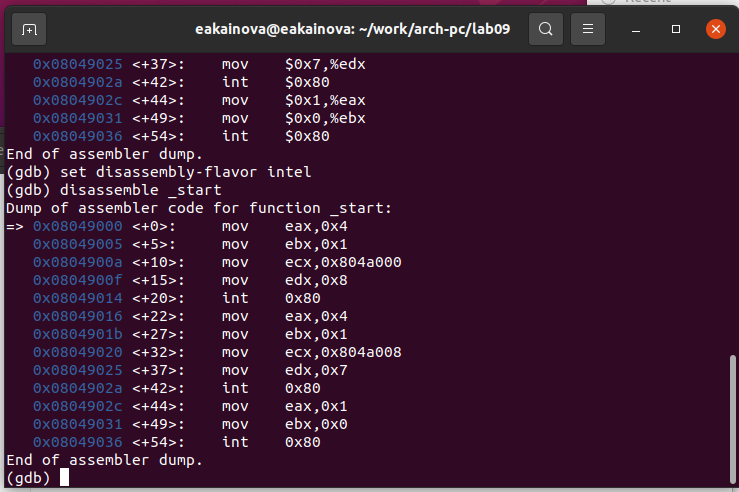 Recent
eakainova@eakainova: ~/work/arch-pc/lab09
0x08049025 <+37>: mov $0x7,%edx
0x0804902a <+42>: int $0x80
0x0804902c <+44>: mov $0x1,%eax
0x08049031 <+49>: mov $0x0,%ebx
0x08049036 <+54>: int $0x80
End of assembler dump.
(gdb) set disassembly-flavor intel
(gdb) disassemble _start
Dump of assembler code for function _start:
=> 0x08049000 <+0>: mov eax,0x4
0x08049005 <+5>: mov ebx,0x1
0x0804900a <+10>: mov ecx,0x804a000
0x0804900f <+15>: mov edx,0x8
0x08049014 <+20>: int 0x80
0x08049016 <+22>: mov eax,0x4
0x0804901b <+27>: mov ebx,0x1
0x08049020 <+32>: mov ecx,0x804a008
0x08049025 <+37>: mov edx,0x7
0x0804902a <+42>: int 0x80
0x0804902c <+44>: mov eax,0x1
0x08049031 <+49>: mov ebx,0x0
0x08049036 <+54>: int 0x80
End of assembler dump.
(gdb)